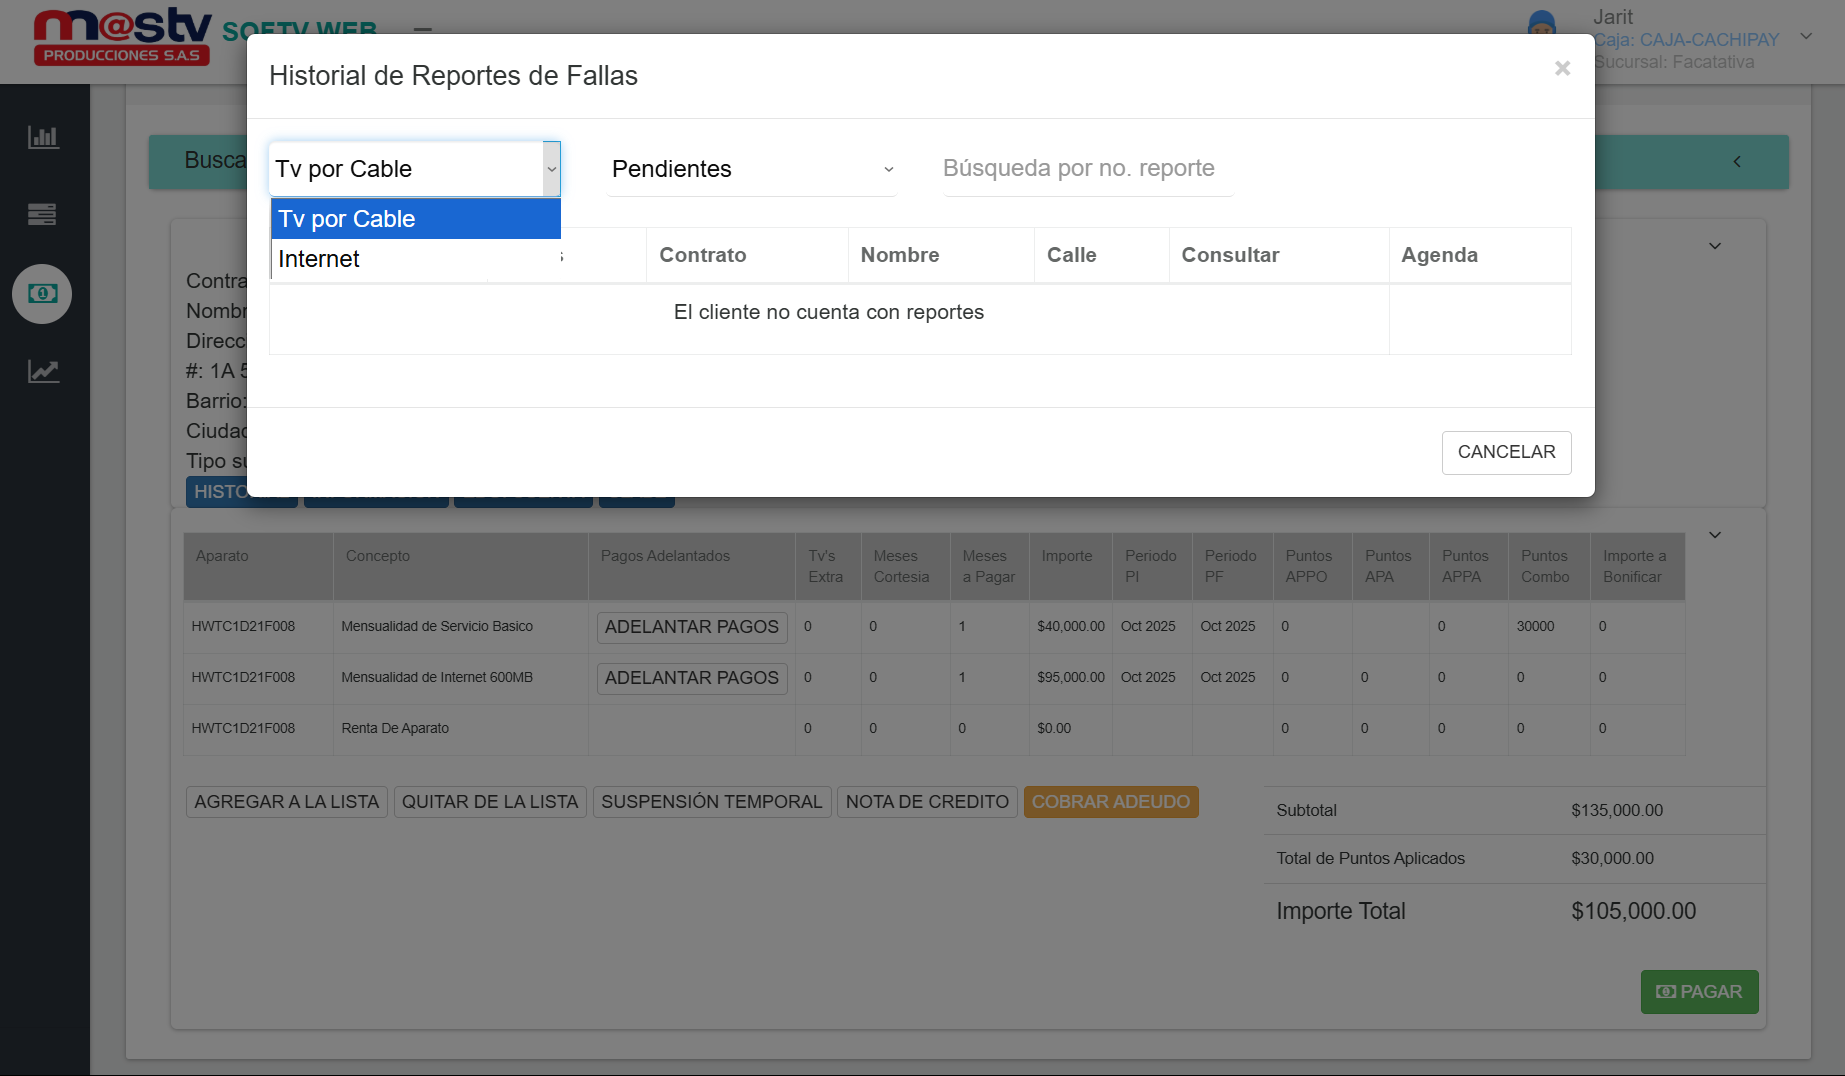 m@stv
PRODUCCIONES S.A.S
SOFTV WEB
Jarit
Caja: CAJA-CACHIPAY
Sucursal: Facatativa
Historial de Reportes de Fallas
×
Busca
Tv por Cable
Pendientes
Búsqueda por no. reporte
Tv por Cable
Internet
Contrato
Nombre
Calle
Consultar
Agenda
El cliente no cuenta con reportes
CANCELAR
Contra
Nombr
Direcc
#: 1A 5
Barrio:
Ciudad
Tipo su
HISTO
Aparato
Concepto
Pagos Adelantados
Tv's Extra
Meses Cortesia
Meses a Pagar
Importe
Periodo PI
Periodo PF
Puntos APPO
Puntos APA
Puntos APPA
Puntos Combo
Importe a Bonificar
HWTC1D21F008 Mensualidad de Servicio Basico ADELANTAR PAGOS 0 0 1 $40,000.00 Oct 2025 Oct 2025 0 0 30000 0
HWTC1D21F008 Mensualidad de Internet 600MB ADELANTAR PAGOS 0 0 1 $95,000.00 Oct 2025 Oct 2025 0 0 0 0 0
HWTC1D21F008 Renta De Aparato 0 0 0 $0.00 0 0 0 0 0
AGREGAR A LA LISTA
QUITAR DE LA LISTA
SUSPENSIÓN TEMPORAL
NOTA DE CREDITO
COBRAR ADEUDO
Subtotal $135,000.00
Total de Puntos Aplicados $30,000.00
Importe Total $105,000.00
PAGAR